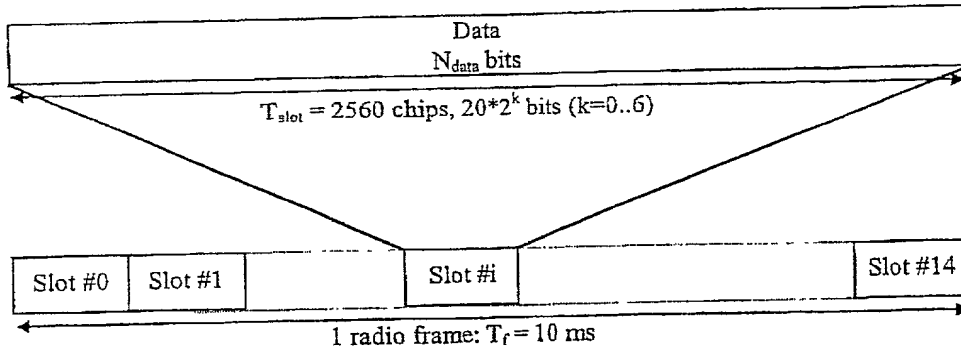 Data
N_data bits
T_slot = 2560 chips, 20*2^k bits (k=0..6)
Slot #0 Slot #1 Slot #i Slot #14
1 radio frame: T_f = 10 ms